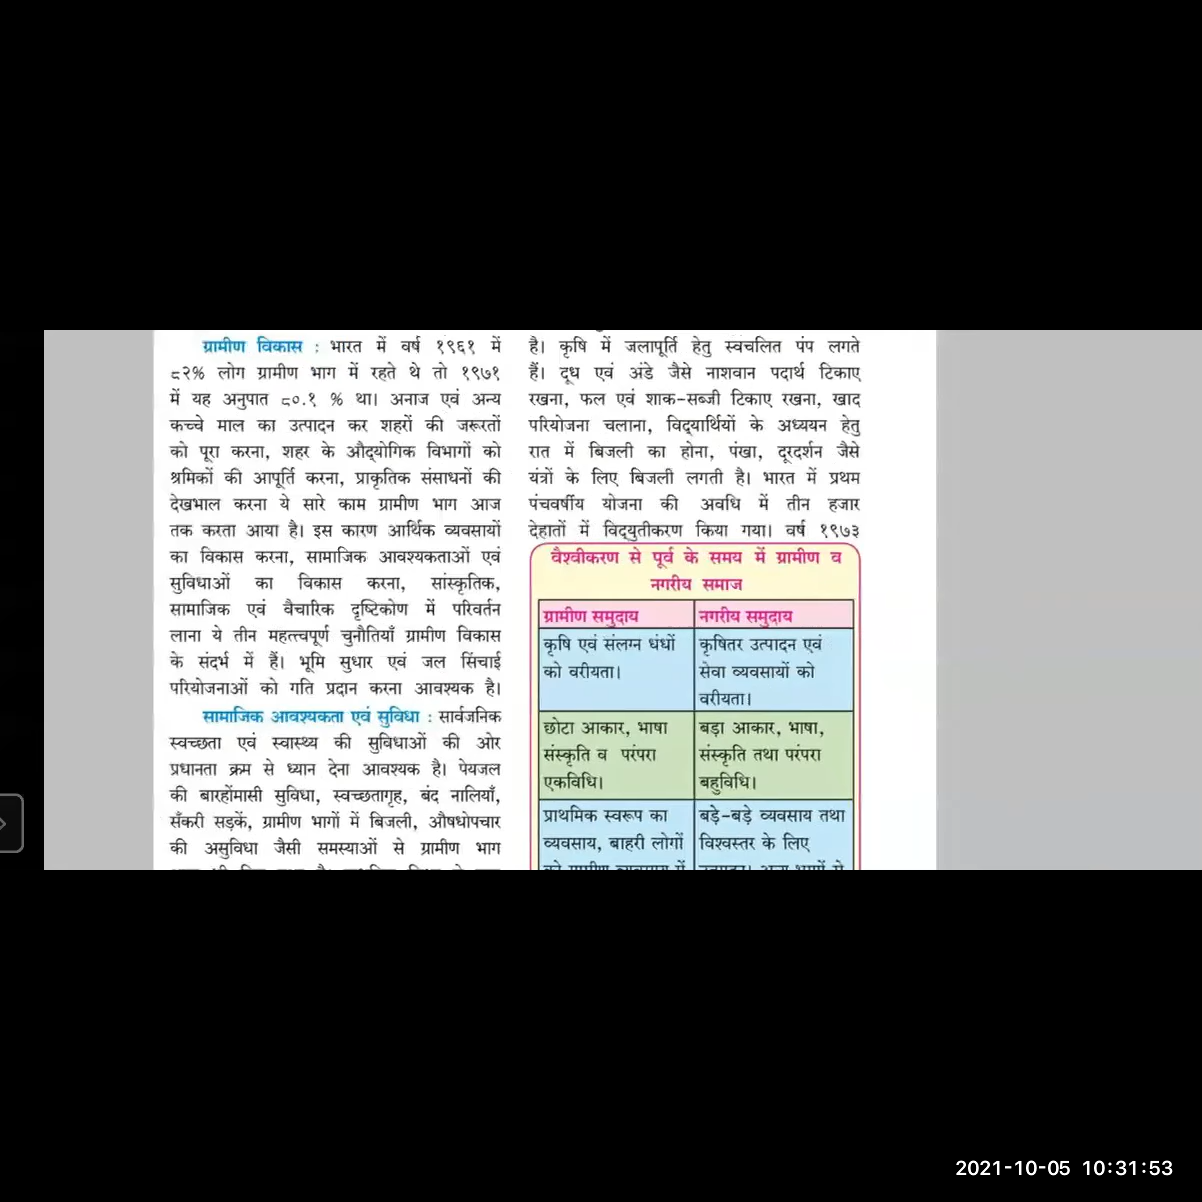 ग्रामीण विकास : भारत में वर्ष १९६१ में
८२% लोग ग्रामीण भाग में रहते थे तो १९७१
में यह अनुपात ८०.१ % था। अनाज एवं अन्य
कच्चे माल का उत्पादन कर शहरों की जरूरतों
को पूरा करना, शहर के औद्योगिक विभागों को
श्रमिकों की आपूर्ति करना, प्राकृतिक संसाधनों की
देखभाल करना ये सारे काम ग्रामीण भाग आज
तक करता आया है। इस कारण आर्थिक व्यवसायों
का विकास करना, सामाजिक आवश्यकताओं एवं
सुविधाओं का विकास करना, सांस्कृतिक,
सामाजिक एवं वैचारिक दृष्टिकोण में परिवर्तन
लाना ये तीन महत्त्वपूर्ण चुनौतियाँ ग्रामीण विकास
के संदर्भ में हैं। भूमि सुधार एवं जल सिंचाई
परियोजनाओं को गति प्रदान करना आवश्यक है।
सामाजिक आवश्यकता एवं सुविधा : सार्वजनिक
स्वच्छता एवं स्वास्थ्य की सुविधाओं की ओर
प्रधानता क्रम से ध्यान देना आवश्यक है। पेयजल
की बारहोंमासी सुविधा, स्वच्छतागृह, बंद नालियाँ,
सँकरी सड़कें, ग्रामीण भागों में बिजली, औषधोपचार
की असुविधा जैसी समस्याओं से ग्रामीण भाग
है। कृषि में जलापूर्ति हेतु स्वचलित पंप लगते
हैं। दूध एवं अंडे जैसे नाशवान पदार्थ टिकाए
रखना, फल एवं शाक-सब्जी टिकाए रखना, खाद
परियोजना चलाना, विद्यार्थियों के अध्ययन हेतु
रात में बिजली का होना, पंखा, दूरदर्शन जैसे
यंत्रों के लिए बिजली लगती है। भारत में प्रथम
पंचवर्षीय योजना की अवधि में तीन हजार
देहातों में विद्युतीकरण किया गया। वर्ष १९७३
वैश्वीकरण से पूर्व के समय में ग्रामीण व
नगरीय समाज
ग्रामीण समुदाय
नगरीय समुदाय
कृषि एवं संलग्न धंधों
को वरीयता।
कृषितर उत्पादन एवं
सेवा व्यवसायों को
वरीयता।
छोटा आकार, भाषा
संस्कृति व परंपरा
एकविधि।
बड़ा आकार, भाषा,
संस्कृति तथा परंपरा
बहुविधि।
प्राथमिक स्वरूप का
व्यवसाय, बाहरी लोगों
बड़े-बड़े व्यवसाय तथा
विश्वस्तर के लिए
2021-10-05 10:31:53